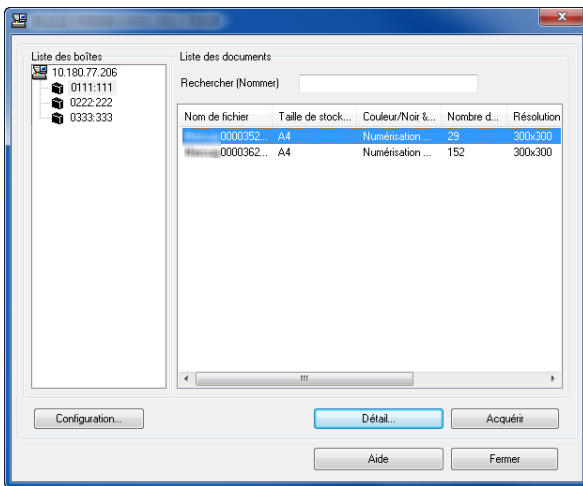 Liste des boîtes
10.180.77.206
0111:111
0222:222
0333:333
Liste des documents
Rechercher (Nommer)
Nom de fichier Taille de stock... Couleur/Noir &... Nombre d... Résolution
0000352... A4 Numérisation ... 29 300x300
0000362... A4 Numérisation ... 152 300x300
Configuration... Détail... Acquérir
Aide Fermer